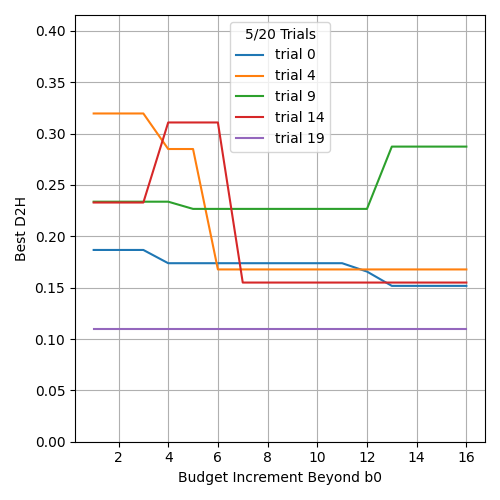 5/20 Trials
trial 0
trial 4
trial 9
trial 14
trial 19
Best D2H
0.40
0.35
0.30
0.25
0.20
0.15
0.10
0.05
0.00
2 4 6 8 10 12 14 16
Budget Increment Beyond b0